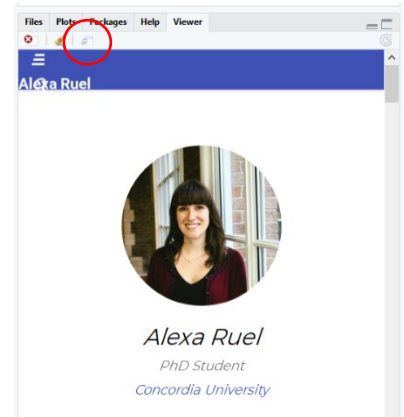 Files Plots Packages Help Viewer
Alexa Ruel
Alexa Ruel
PhD Student
Concordia University